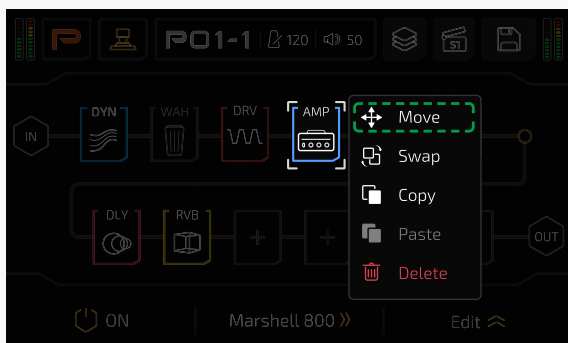 P01-1 120 50 S1
DYN WAH DRV AMP
IN
Move
Swap
Copy
Paste
Delete
DLY RVB
OUT
ON Marshell 800 Edit